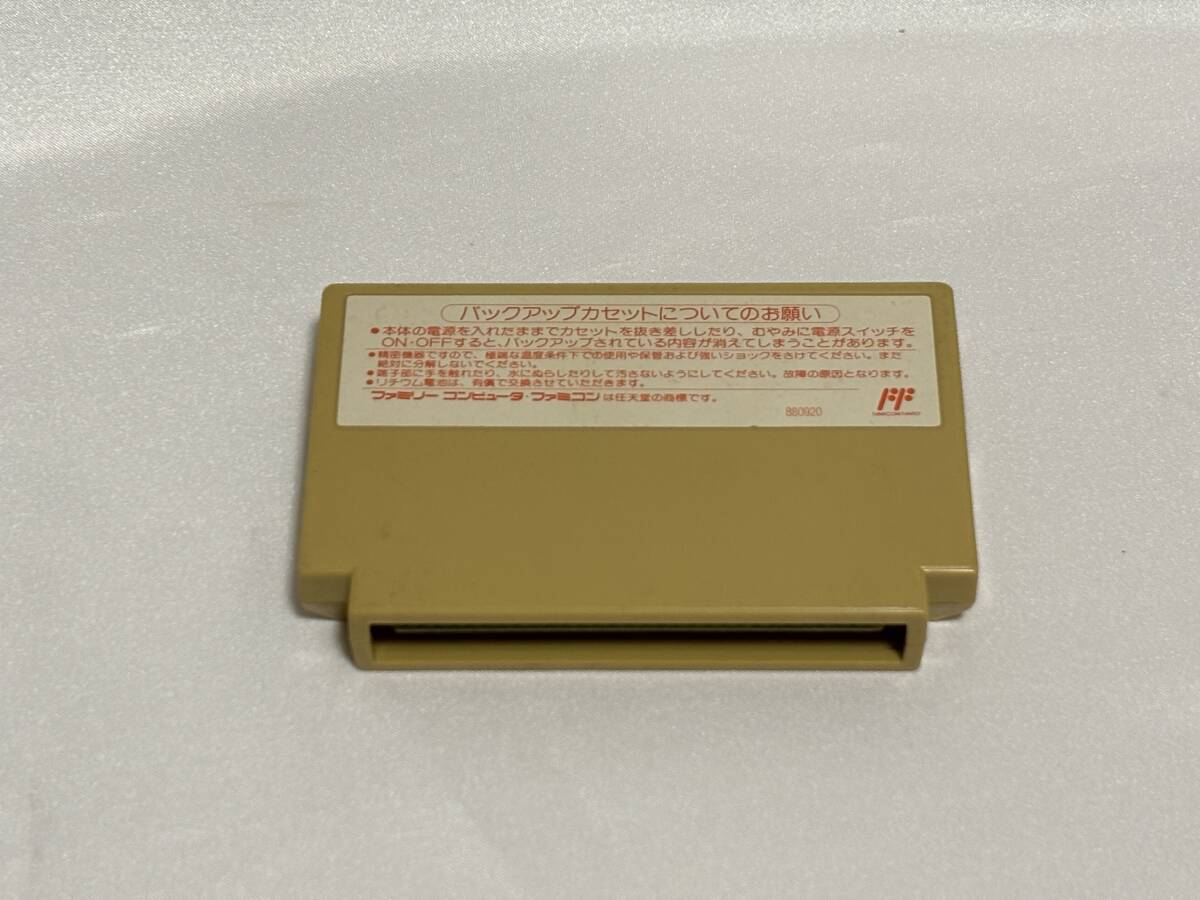 バックアップカセットについてのお願い
●本体の電源を入れたままでカセットを抜き差ししたり、むやみに電源スイッチを
ON・OFFすると、バックアップされている内容が消えてしまうことがあります。
●精密機器ですので、極端な温度条件下での使用や保管および強いショックをさけてください。また
絶対に分解しないでください。
●端子部に手を触れたり、水にぬらしたりして汚さないようにしてください。故障の原因となります。
●リチウム電池は、有償で交換させていただきます。
ファミリー コンピュータ・ファミコンは任天堂の商標です。
880920